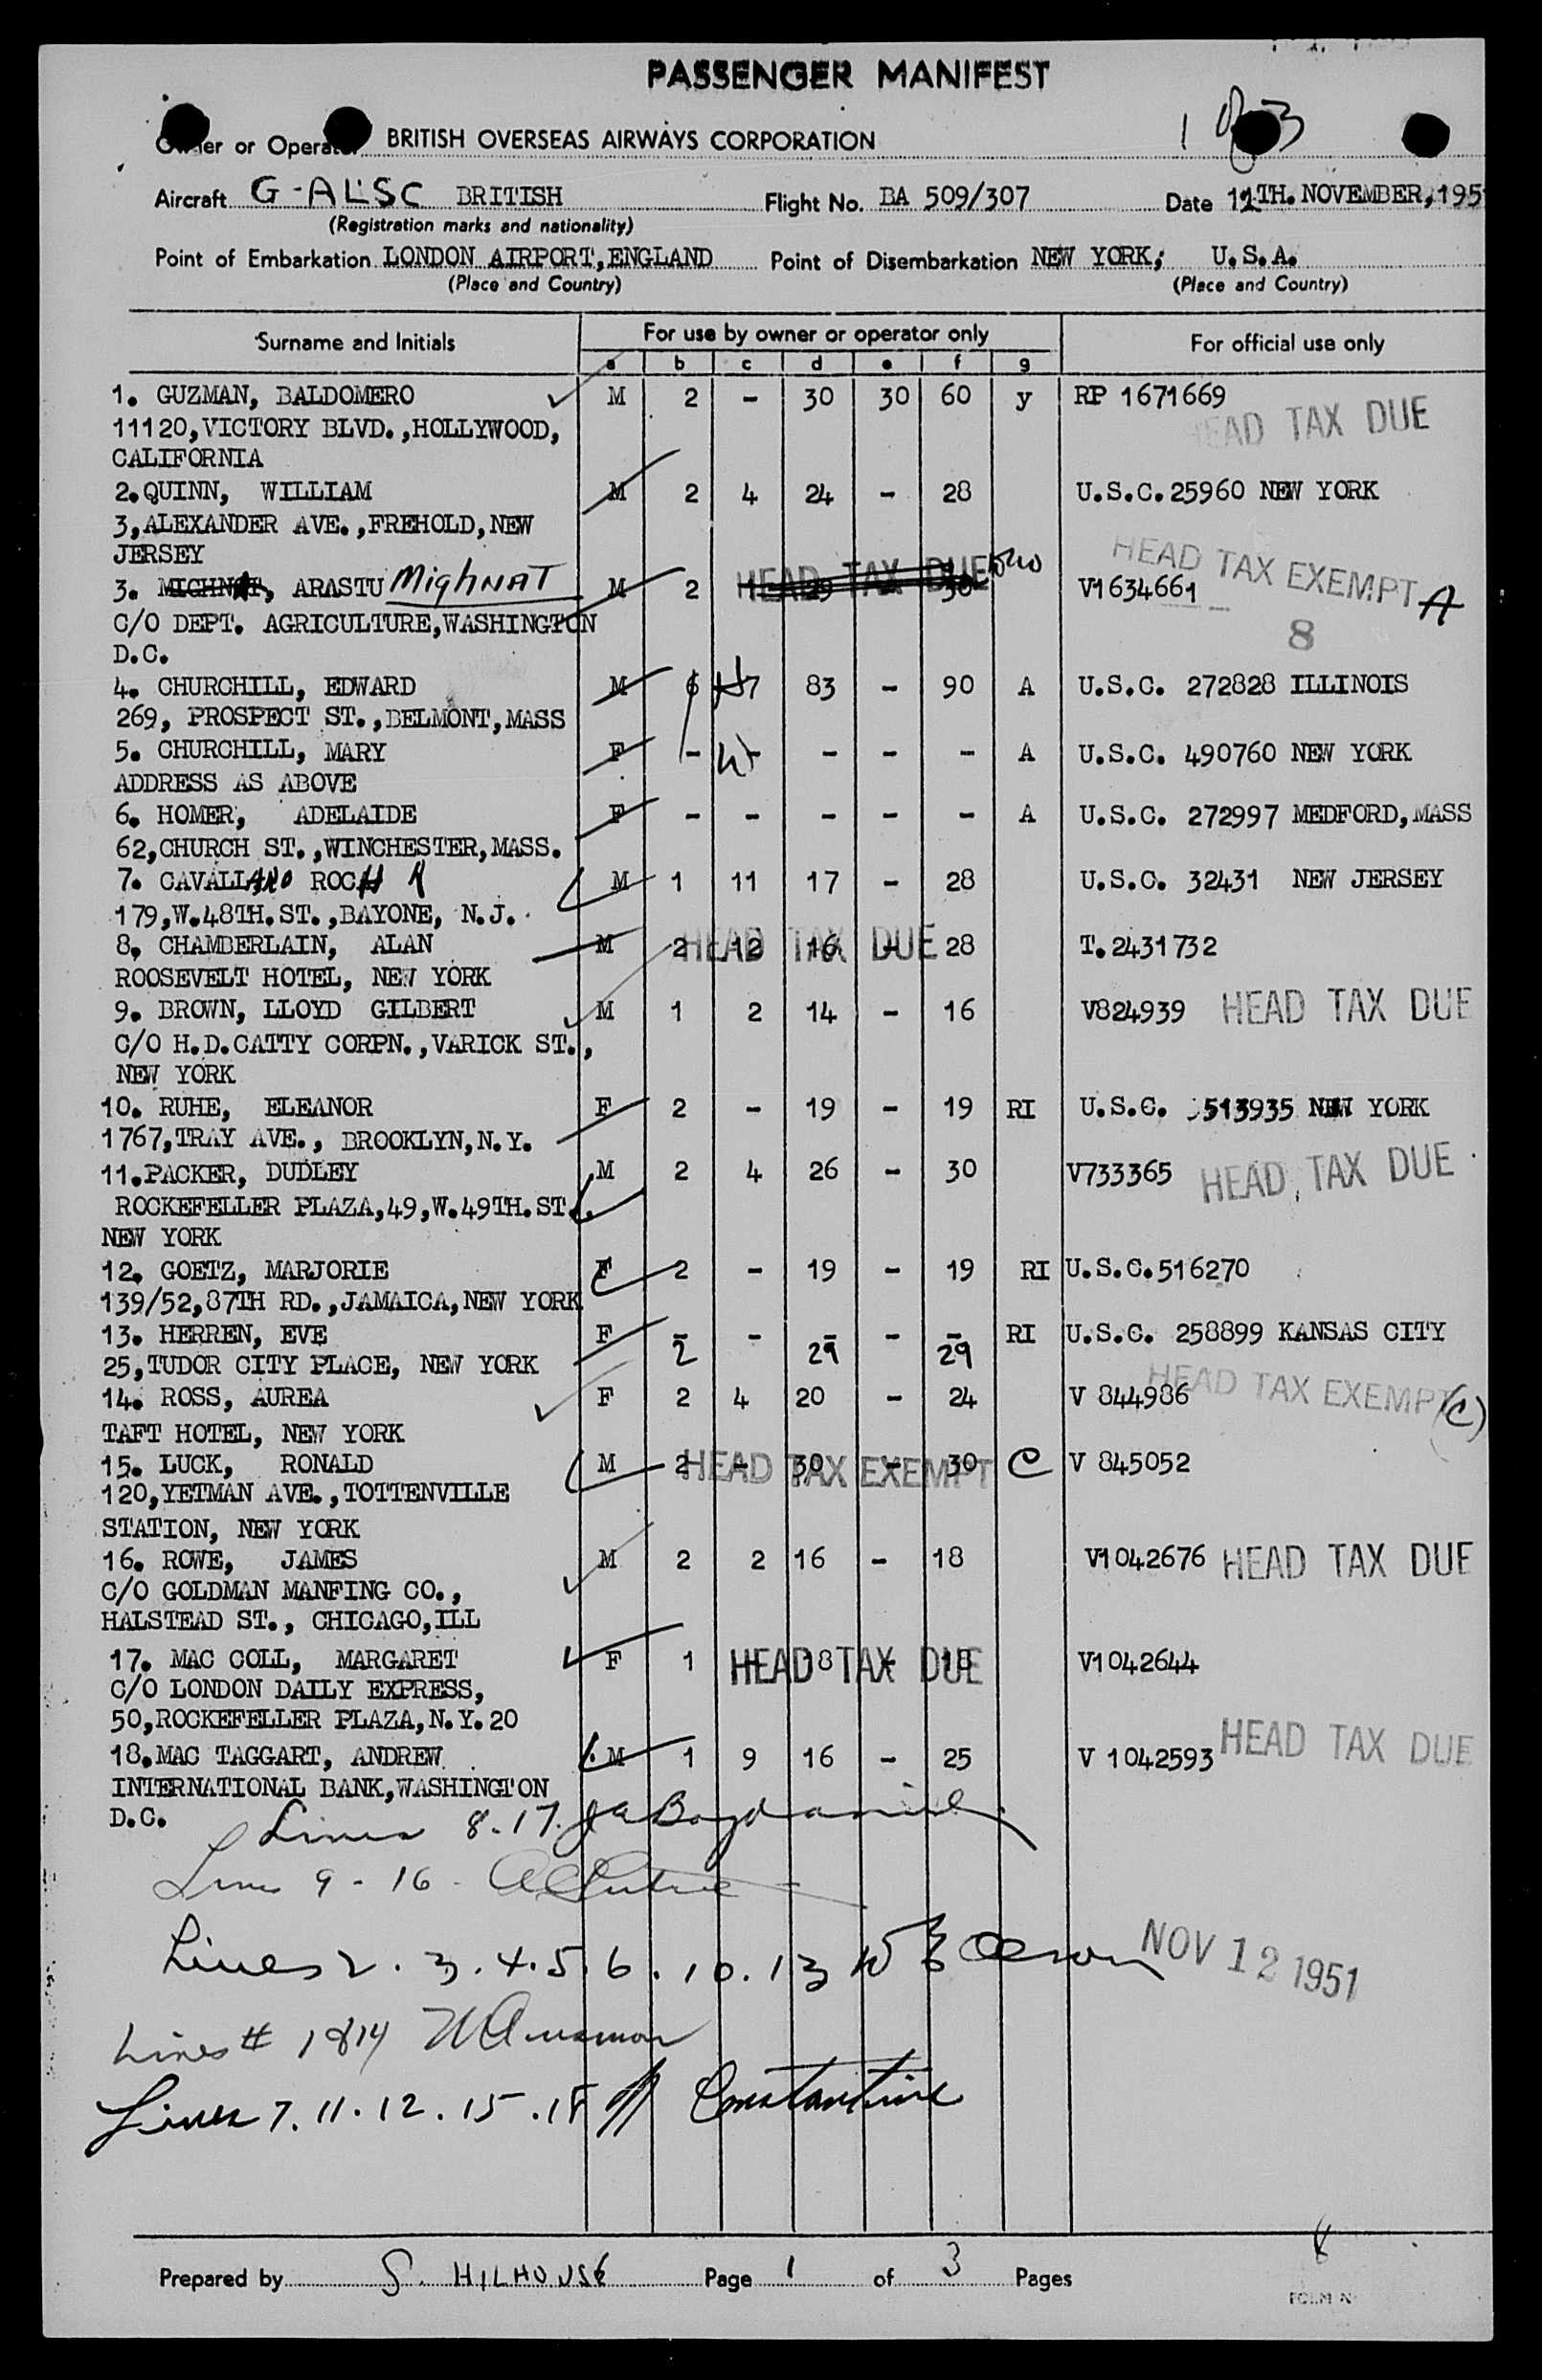 PASSENGER MANIFEST
Owner or Operator BRITISH OVERSEAS AIRWAYS CORPORATION
Aircraft G-ALSC BRITISH Flight No. BA 509/307 Date 12TH. NOVEMBER, 195
(Registration marks and nationality)
Point of Embarkation LONDON AIRPORT, ENGLAND Point of Disembarkation NEW YORK, U.S.A.
(Place and Country) (Place and Country)
Surname and Initials For use by owner or operator only For official use only
a b c d e f g
1. GUZMAN, BALDOMERO M 2 - 30 30 60 y RP 1671669
HEAD TAX DUE
11120, VICTORY BLVD., HOLLYWOOD,
CALIFORNIA
2. QUINN, WILLIAM M 2 4 24 - 28 U.S.C. 25960 NEW YORK
3, ALEXANDER AVE., FREHOLD, NEW
JERSEY
HEAD TAX EXEMPT A
3. ARASTU MighNAT M 2 HEAD TAX DUE V1634661
C/O DEPT. AGRICULTURE, WASHINGTON 8
D.C.
4. CHURCHILL, EDWARD M 6 83 - 90 A U.S.C. 272828 ILLINOIS
269, PROSPECT ST., BELMONT, MASS
5. CHURCHILL, MARY F - - - - A U.S.C. 490760 NEW YORK
ADDRESS AS ABOVE
6. HOMER, ADELAIDE F - - - - - A U.S.C. 272997 MEDFORD, MASS
62, CHURCH ST., WINCHESTER, MASS.
7. CAVALLARO ROCH M 1 11 17 - 28 U.S.C. 32431 NEW JERSEY
179, W. 48TH. ST., BAYONE, N.J.
8. CHAMBERLAIN, ALAN M 2 12 16 - 28 T. 2431732
HEAD TAX DUE
ROOSEVELT HOTEL, NEW YORK
9. BROWN, LLOYD GILBERT M 1 2 14 - 16 V824939 HEAD TAX DUE
C/O H.D. CATTY CORPN., VARICK ST.,
NEW YORK
10. RUHE, ELEANOR F 2 - 19 - 19 RI U.S.C. 513935 NEW YORK
1767, TRAY AVE., BROOKLYN, N.Y.
11. PACKER, DUDLEY M 2 4 26 - 30 V733365 HEAD TAX DUE
ROCKEFELLER PLAZA, 49, W. 49TH. ST.,
NEW YORK
12. GOETZ, MARJORIE F 2 - 19 - 19 RI U.S.C. 516270
139/52, 87TH RD., JAMAICA, NEW YORK
13. HERREN, EVE F - - - - - RI U.S.C. 258899 KANSAS CITY
25, TUDOR CITY PLACE, NEW YORK 2 29 29
14. ROSS, AUREA F 2 4 20 - 24 V 844986 HEAD TAX EXEMPT (C)
TAFT HOTEL, NEW YORK
15. LUCK, RONALD M 2 - 30 - 30 C V 845052
HEAD TAX EXEMPT
120, YETMAN AVE., TOTTENVILLE
STATION, NEW YORK
16. ROWE, JAMES M 2 2 16 - 18 V1042676 HEAD TAX DUE
C/O GOLDMAN MANFING CO.,
HALSTEAD ST., CHICAGO, ILL
17. MAC COLL, MARGARET F 1 - 18 - 18 V1042644
HEAD TAX DUE
C/O LONDON DAILY EXPRESS,
50, ROCKEFELLER PLAZA, N.Y. 20
18. MAC TAGGART, ANDREW M 1 9 16 - 25 V 1042593 HEAD TAX DUE
INTERNATIONAL BANK, WASHINGTON
D.C.
Lines 8.17.
Lines 9 - 16 -
Lines 2. 3. 4. 5. 6. 10. 13
NOV 12 1951
Lines # 1 & 14
Lines 7. 11. 12. 15. 18 Constantine
Prepared by S. HILHOUSE Page 1 of 3 Pages